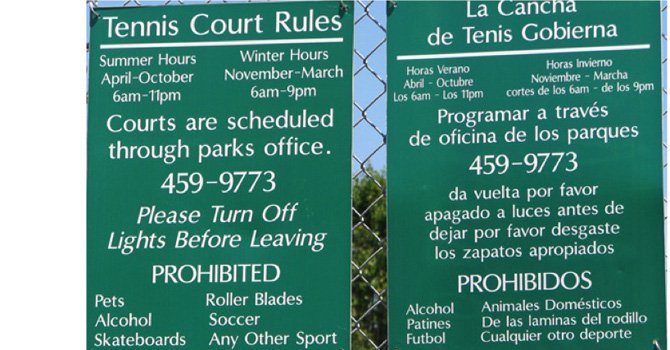 Tennis Court Rules
Summer Hours
April-October
6am-11pm
Winter Hours
November-March
6am-9pm
Courts are scheduled
through parks office.
459-9773
Please Turn Off
Lights Before Leaving
PROHIBITED
Pets
Alcohol
Skateboards
Roller Blades
Soccer
Any Other Sport
La Cancha
de Tenis Gobierna
Horas Verano
Abril - Octubre
Los 6am - Los 11pm
Horas Invierno
Noviembre - Marcha
cortes de los 6am - de los 9pm
Programar a través
de oficina de los parques
459-9773
da vuelta por favor
apagado a luces antes de
dejar por favor desgaste
los zapatos apropiados
PROHIBIDOS
Alcohol
Patines
Futbol
Animales Domésticos
De las laminas del rodillo
Cualquier otro deporte